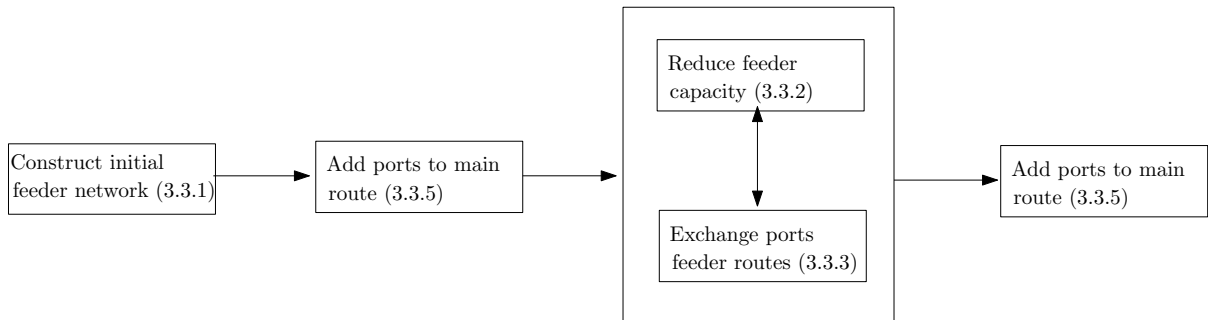 Construct initial
feeder network (3.3.1)
Add ports to main
route (3.3.5)
Reduce feeder
capacity (3.3.2)
Exchange ports
feeder routes (3.3.3)
Add ports to main
route (3.3.5)